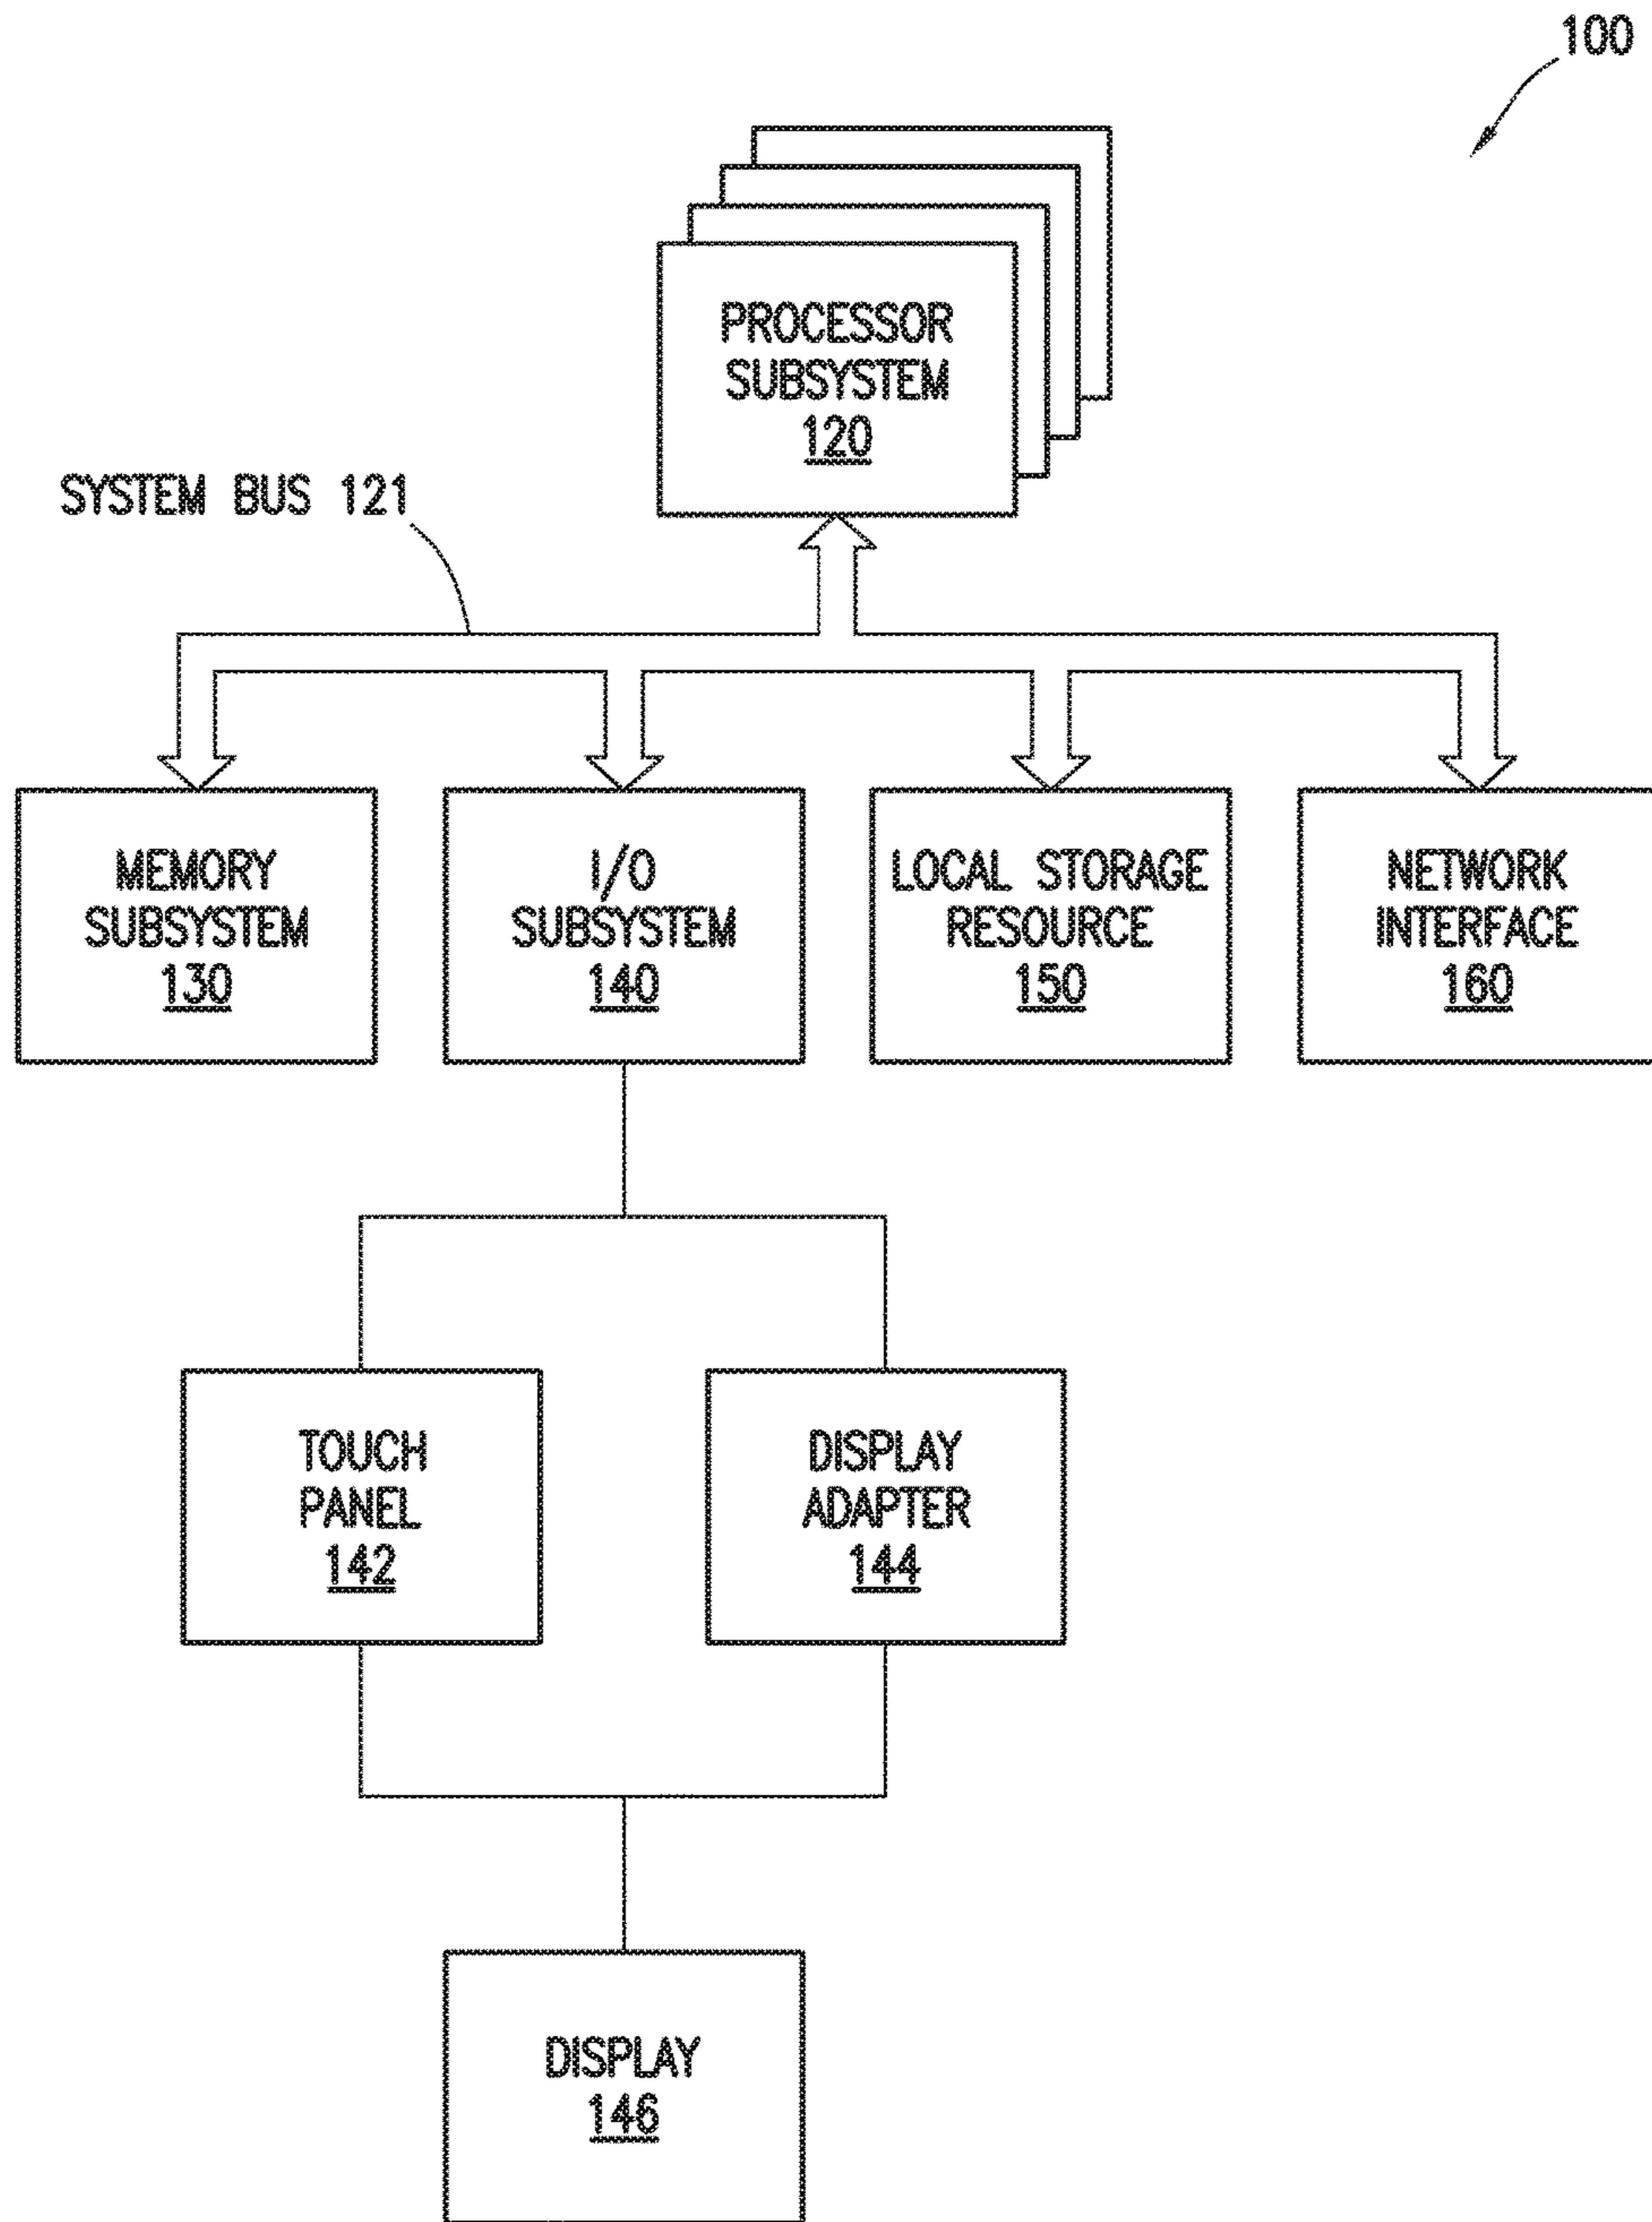 100
PROCESSOR
SUBSYSTEM
120
SYSTEM BUS 121
MEMORY
SUBSYSTEM
130
I/O
SUBSYSTEM
140
LOCAL STORAGE
RESOURCE
150
NETWORK
INTERFACE
160
TOUCH
PANEL
142
DISPLAY
ADAPTER
144
DISPLAY
146